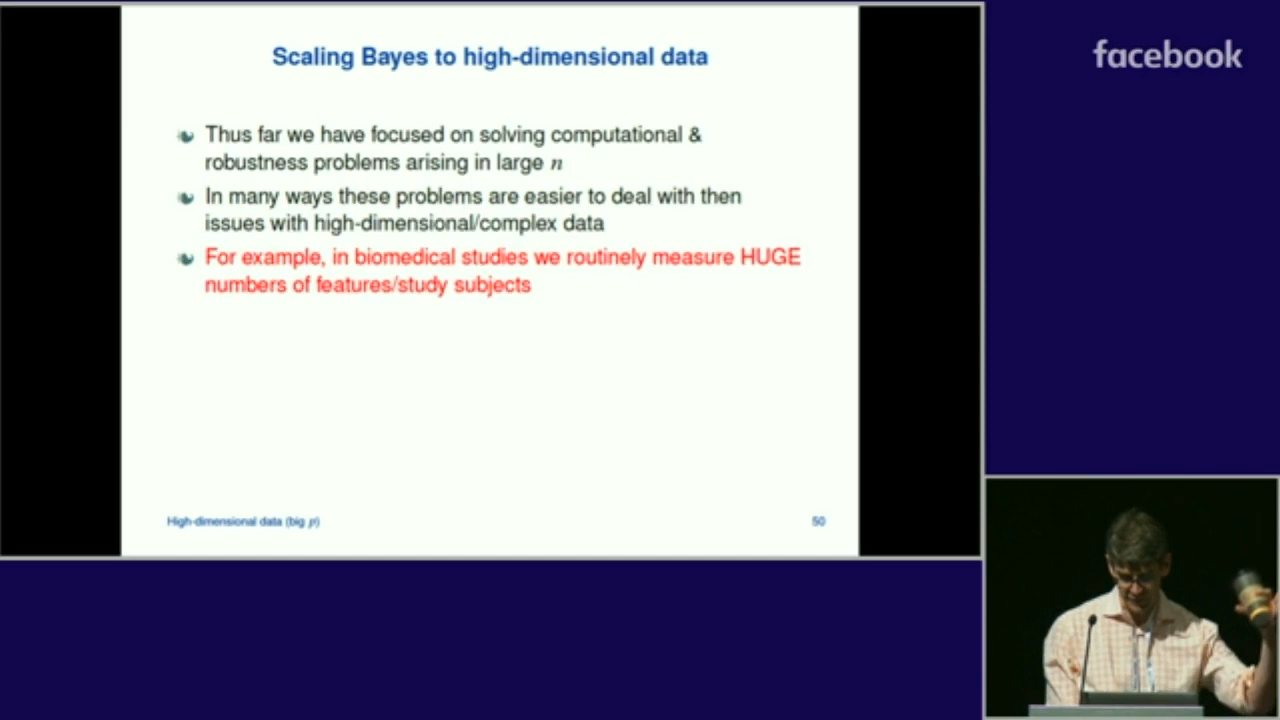 Scaling Bayes to high-dimensional data
facebook
Thus far we have focused on solving computational &
robustness problems arising in large n
In many ways these problems are easier to deal with then
issues with high-dimensional/complex data
For example, in biomedical studies we routinely measure HUGE
numbers of features/study subjects
High-dimensional data (big p)
50